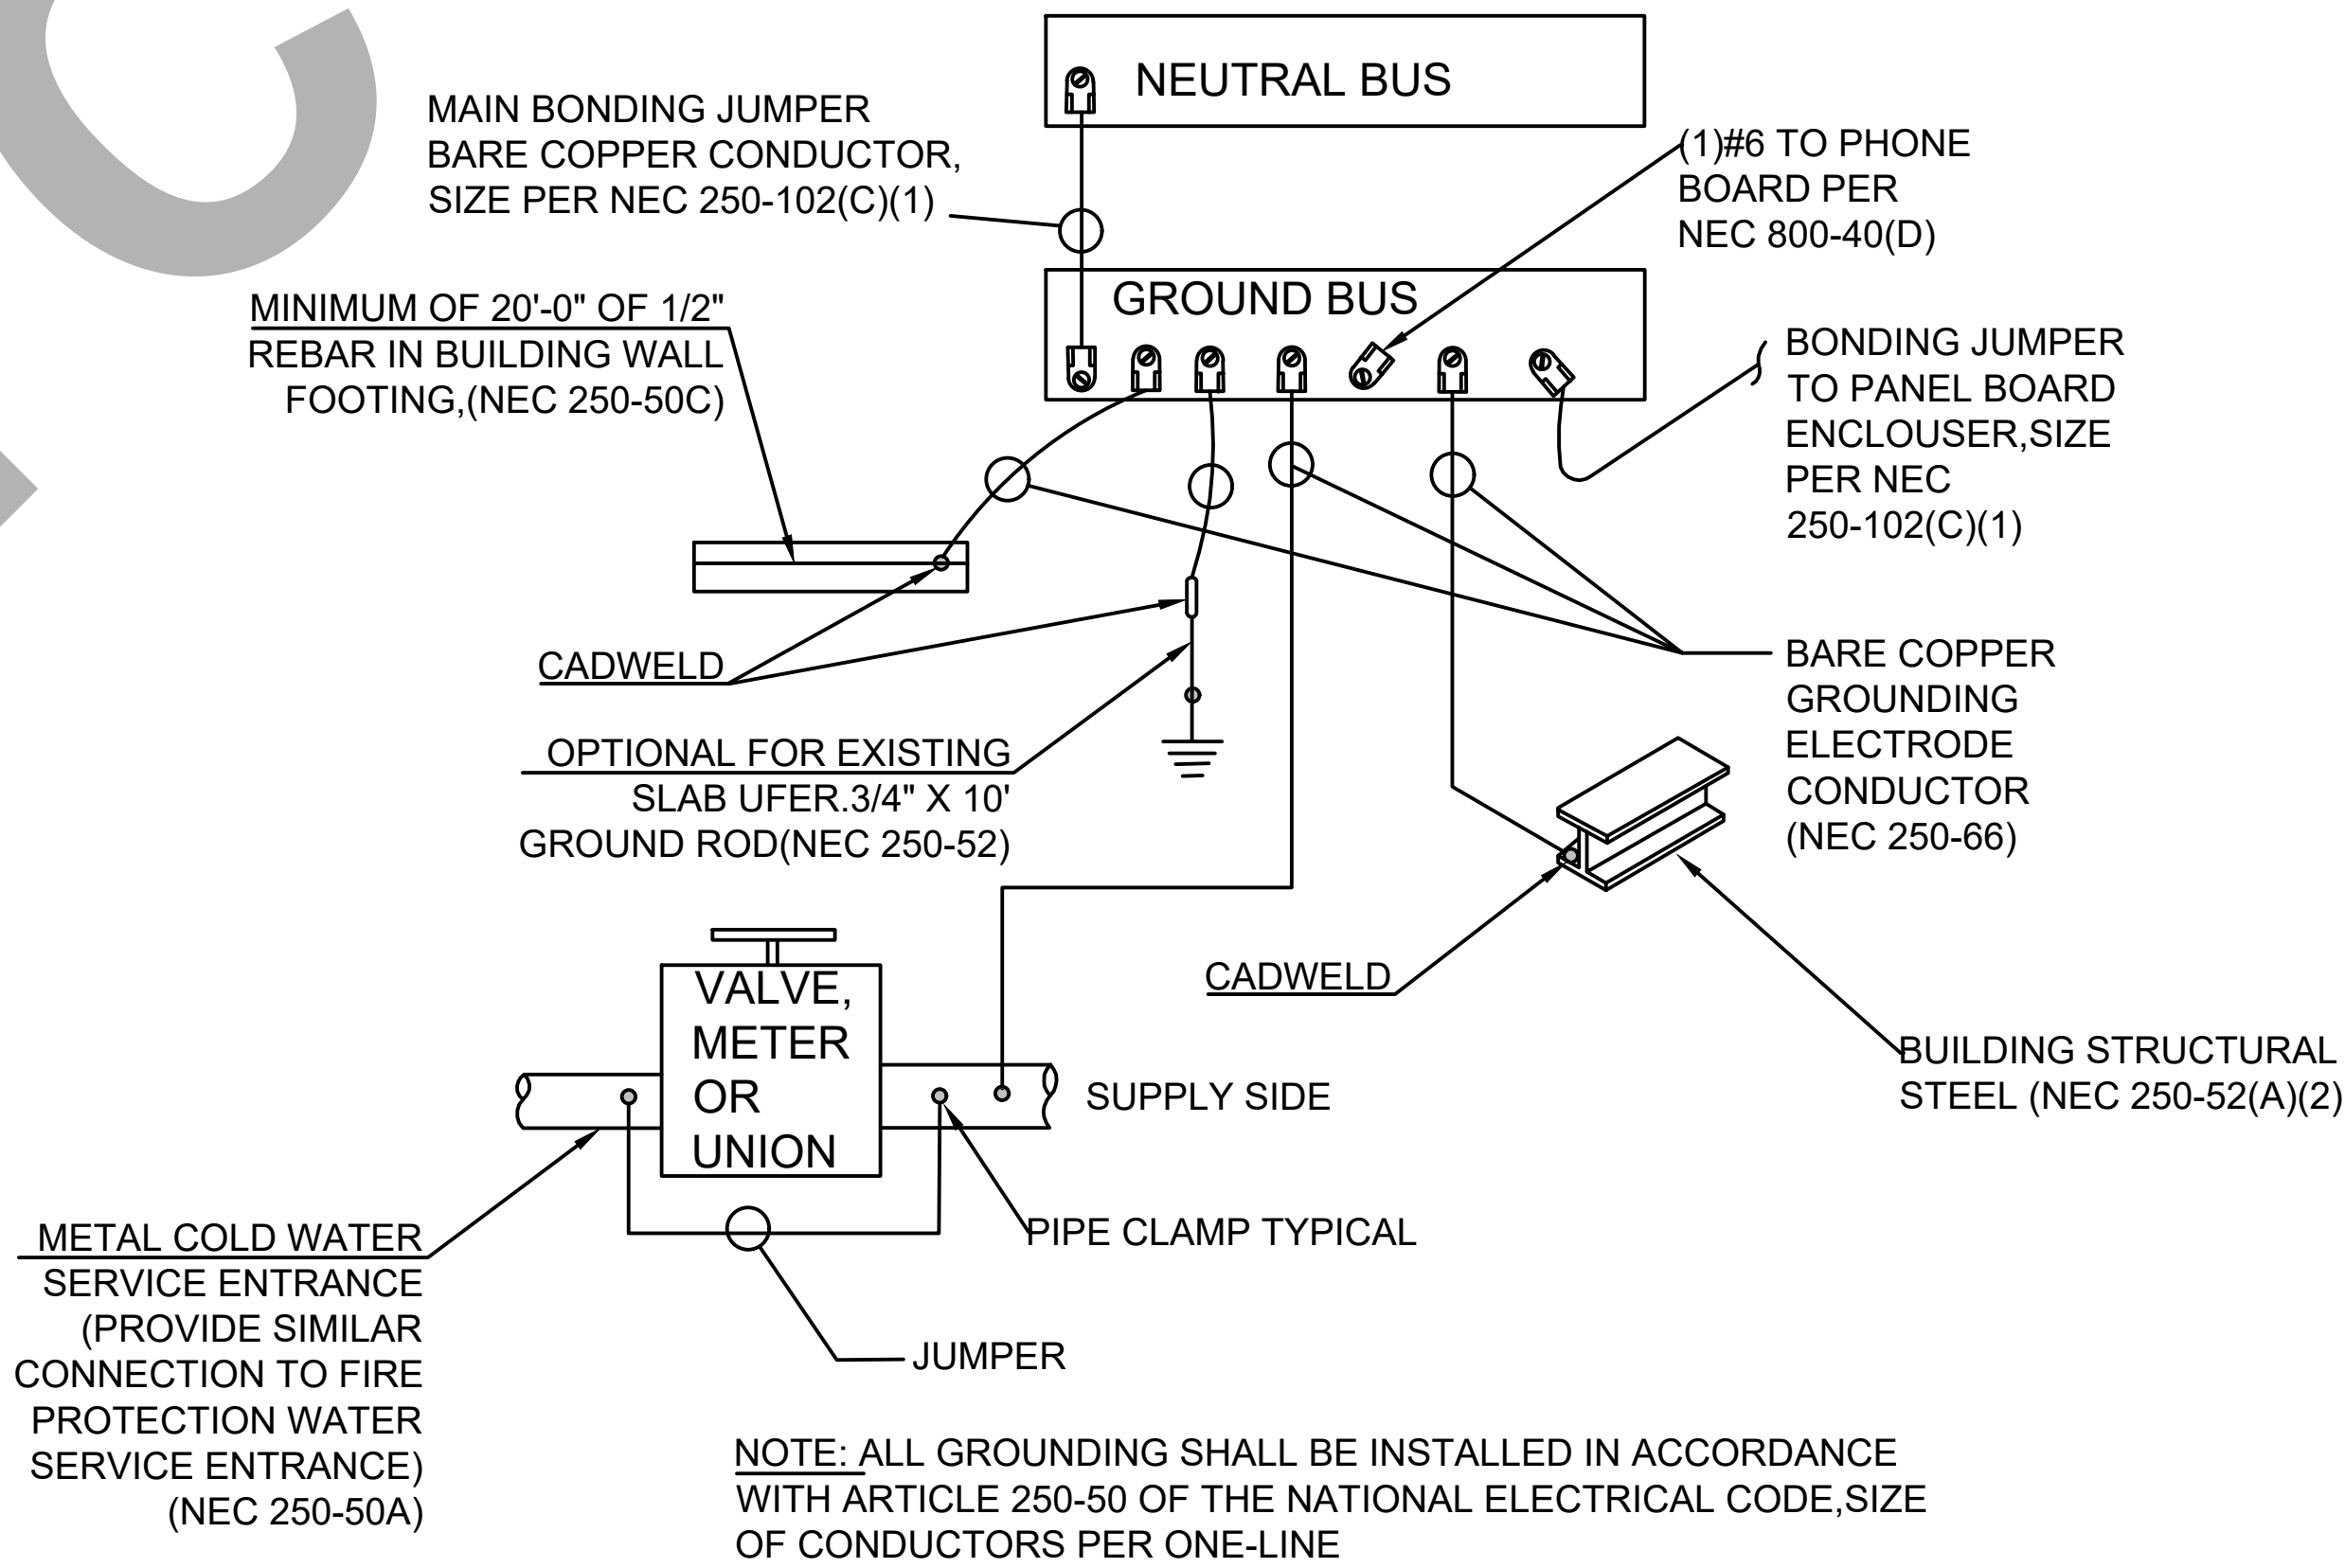 NEUTRAL BUS
MAIN BONDING JUMPER
BARE COPPER CONDUCTOR,
SIZE PER NEC 250-102(C)(1)
(1)#6 TO PHONE
BOARD PER
NEC 800-40(D)
GROUND BUS
MINIMUM OF 20'-0" OF 1/2"
REBAR IN BUILDING WALL
FOOTING,(NEC 250-50C)
BONDING JUMPER
TO PANEL BOARD
ENCLOUSER,SIZE
PER NEC
250-102(C)(1)
CADWELD
BARE COPPER
GROUNDING
ELECTRODE
CONDUCTOR
(NEC 250-66)
OPTIONAL FOR EXISTING
SLAB UFER.3/4" X 10'
GROUND ROD(NEC 250-52)
CADWELD
VALVE,
METER
OR
UNION
SUPPLY SIDE
BUILDING STRUCTURAL
STEEL (NEC 250-52(A)(2)
PIPE CLAMP TYPICAL
METAL COLD WATER
SERVICE ENTRANCE
(PROVIDE SIMILAR
CONNECTION TO FIRE
PROTECTION WATER
SERVICE ENTRANCE)
(NEC 250-50A)
JUMPER
NOTE: ALL GROUNDING SHALL BE INSTALLED IN ACCORDANCE
WITH ARTICLE 250-50 OF THE NATIONAL ELECTRICAL CODE,SIZE
OF CONDUCTORS PER ONE-LINE